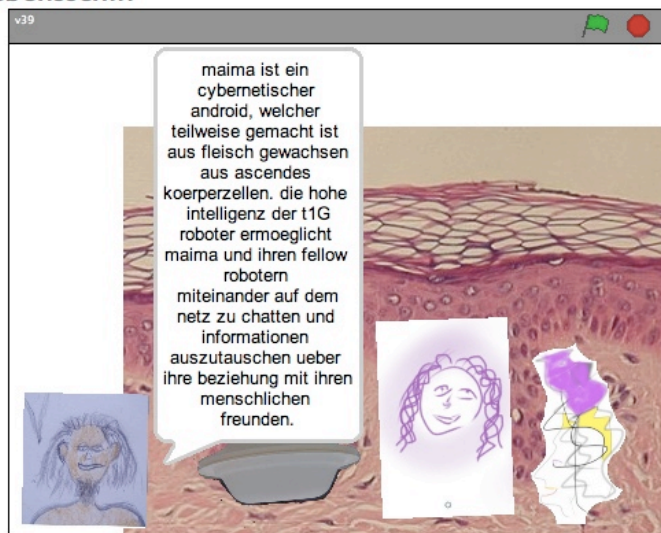 v39
maima ist ein
cybernetischer
android, welcher
teilweise gemacht ist
aus fleisch gewachsen
aus ascendes
koerperzellen. die hohe
intelligenz der t1G
roboter ermoeglicht
maima und ihren fellow
robotern
miteinander auf dem
netz zu chatten und
informationen
auszutauschen ueber
ihre beziehung mit ihren
menschlichen
freunden.